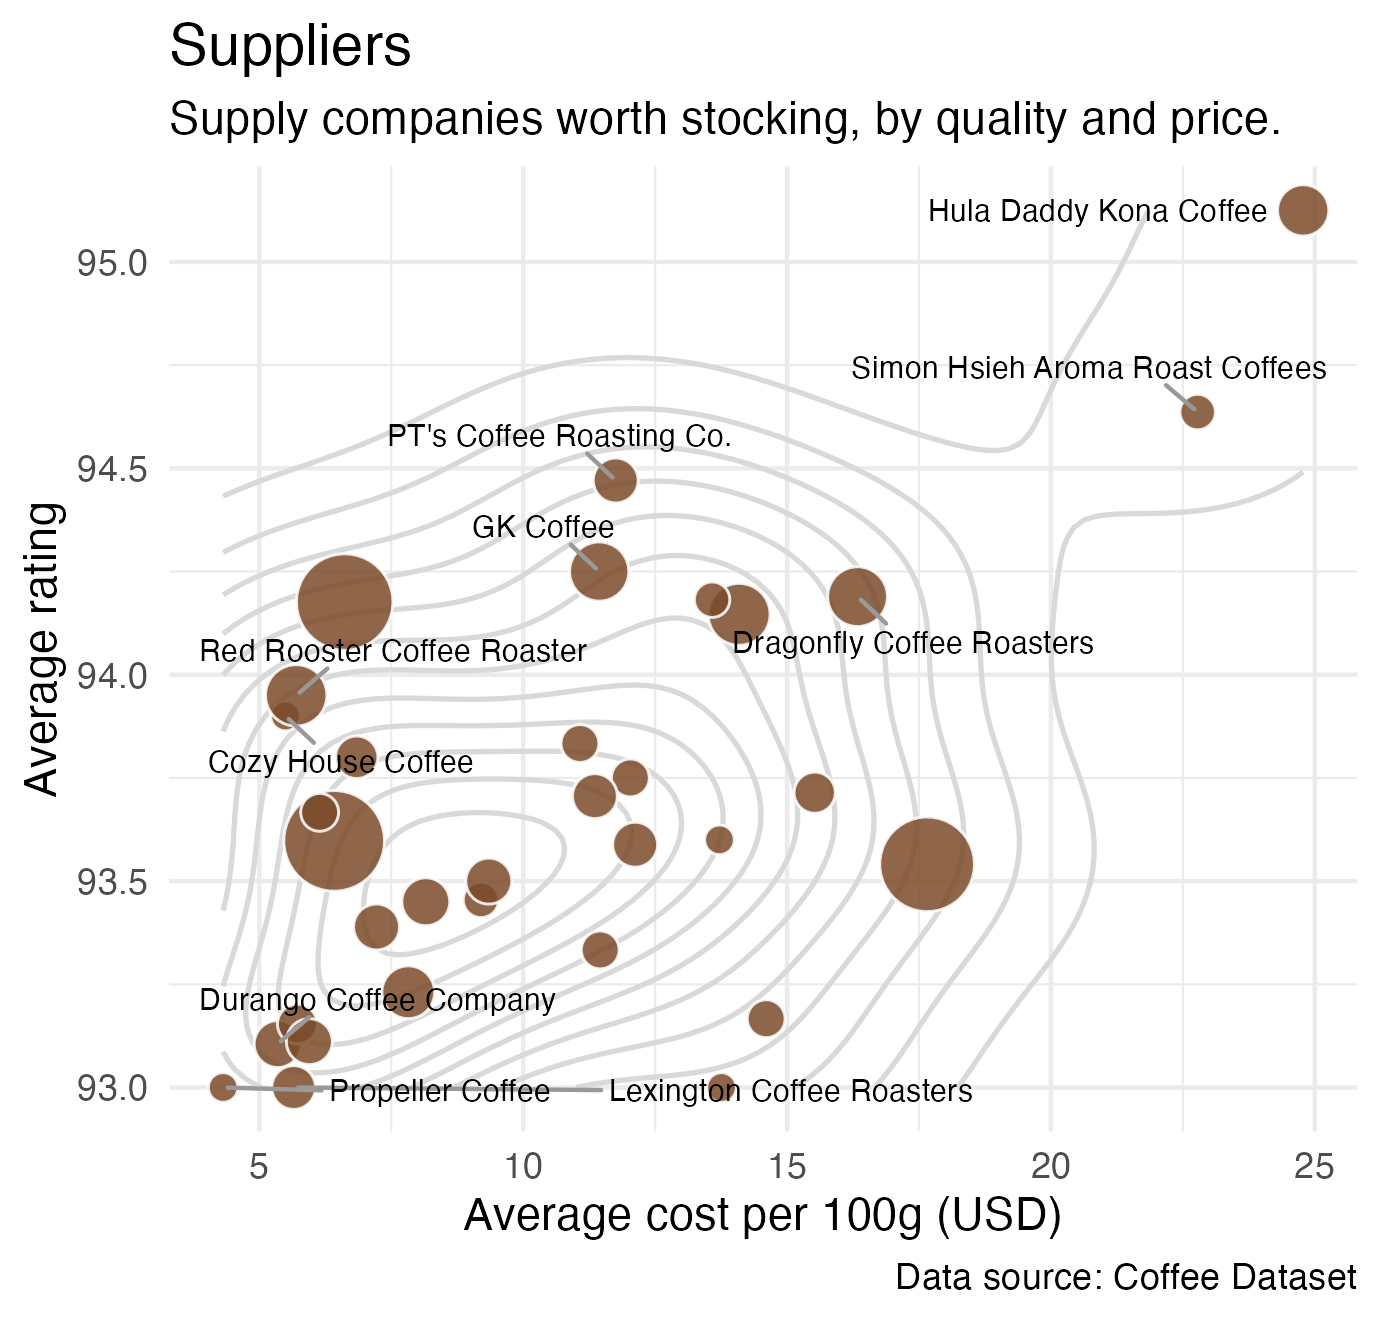 Suppliers
Supply companies worth stocking, by quality and price.
Hula Daddy Kona Coffee
95.0
Simon Hsieh Aroma Roast Coffees
PT's Coffee Roasting Co.
94.5
GK Coffee
Dragonfly Coffee Roasters
Red Rooster Coffee Roaster
94.0
Average rating
Cozy House Coffee
93.5
Durango Coffee Company
93.0
Propeller Coffee
Lexington Coffee Roasters
5 10 15 20 25
Average cost per 100g (USD)
Data source: Coffee Dataset